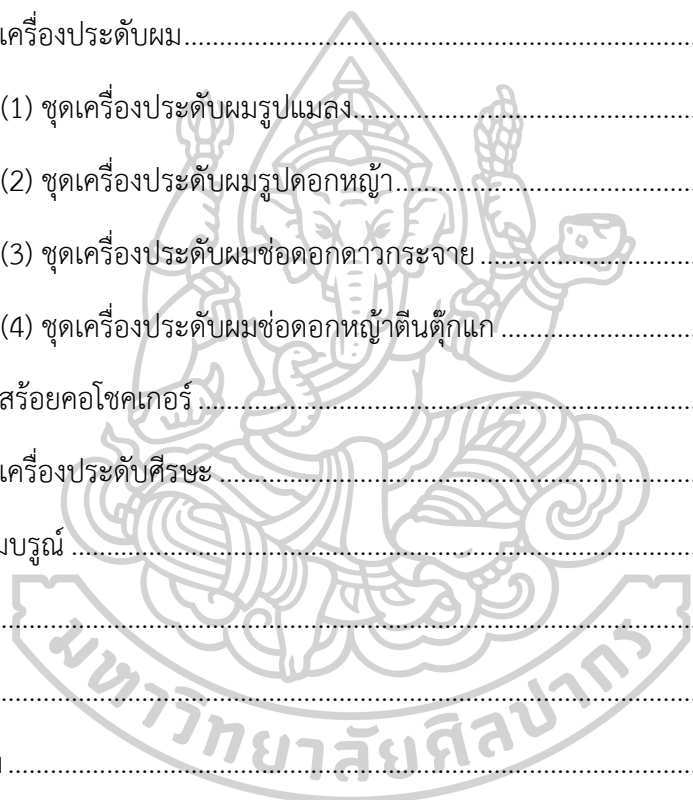 เครื่องประดับผม
(1) ชุดเครื่องประดับผมรูปแมลง
(2) ชุดเครื่องประดับผมรูปดอกหญ้า
(3) ชุดเครื่องประดับผมช่อดอกดาวกระจาย
(4) ชุดเครื่องประดับผมช่อดอกหญ้าตีนตุ๊กแก
สร้อยคอโชคเกอร์
เครื่องประดับศีรษะ
มบรูณ์
มหาวิทยาลัยศิลปากร